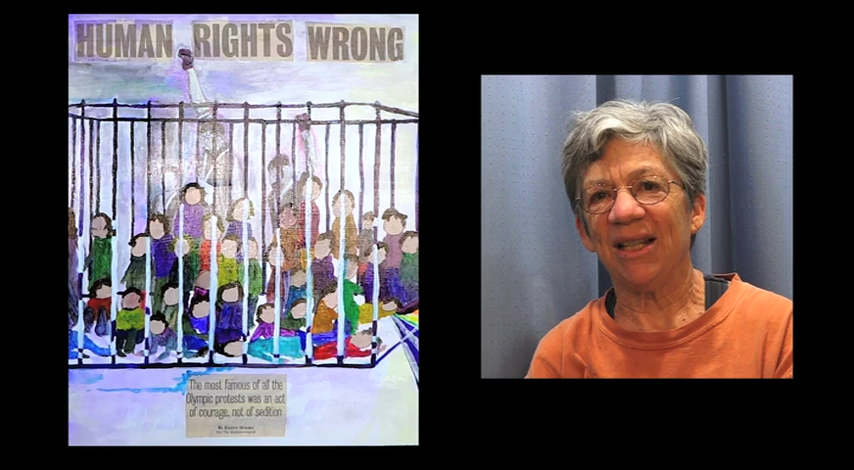 HUMAN RIGHTS WRONG
The most famous of all the
Olympic protests was an act
of courage, not of sedition